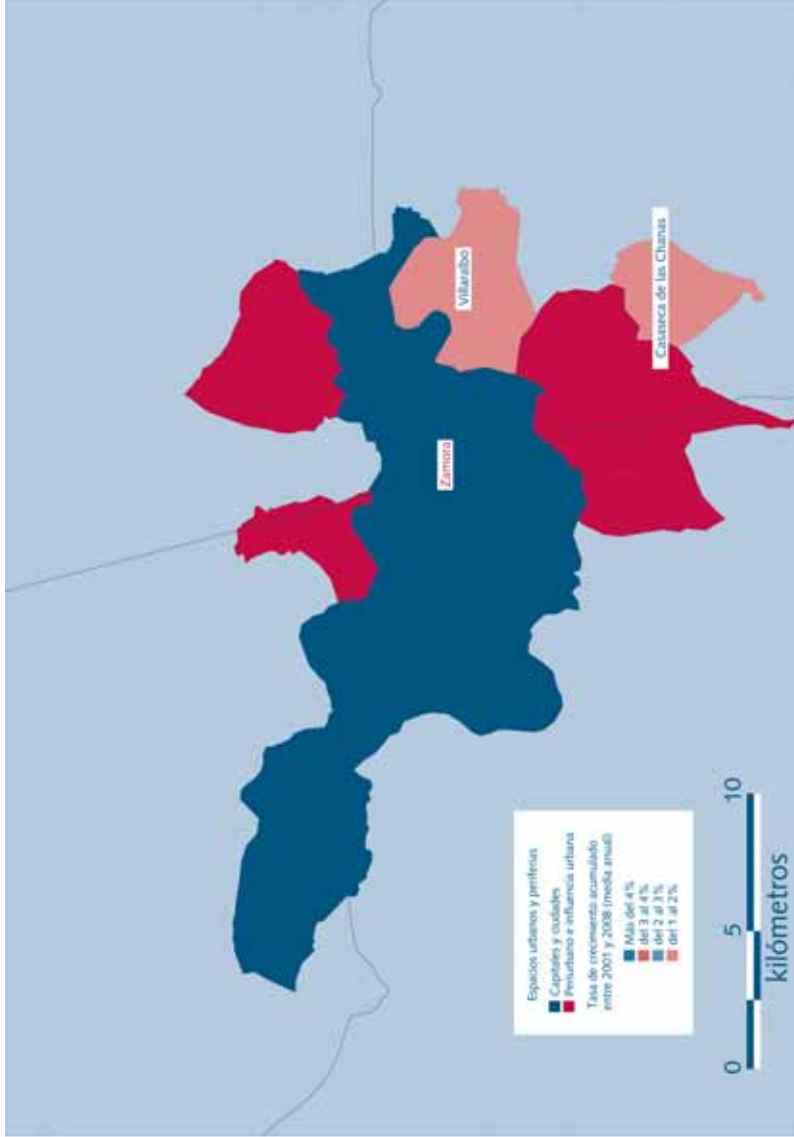 Zamora
Villaralbo
Casaseca de las Chanas
Espacios urbanos y periferias
Capitales y ciudades
Periurbano e influencia urbana
Tasa de crecimiento acumulado
entre 2001 y 2008 (media anual)
Más del 4%
del 3 al 4%
del 2 al 3%
del 1 al 2%
0 5 10
kilómetros